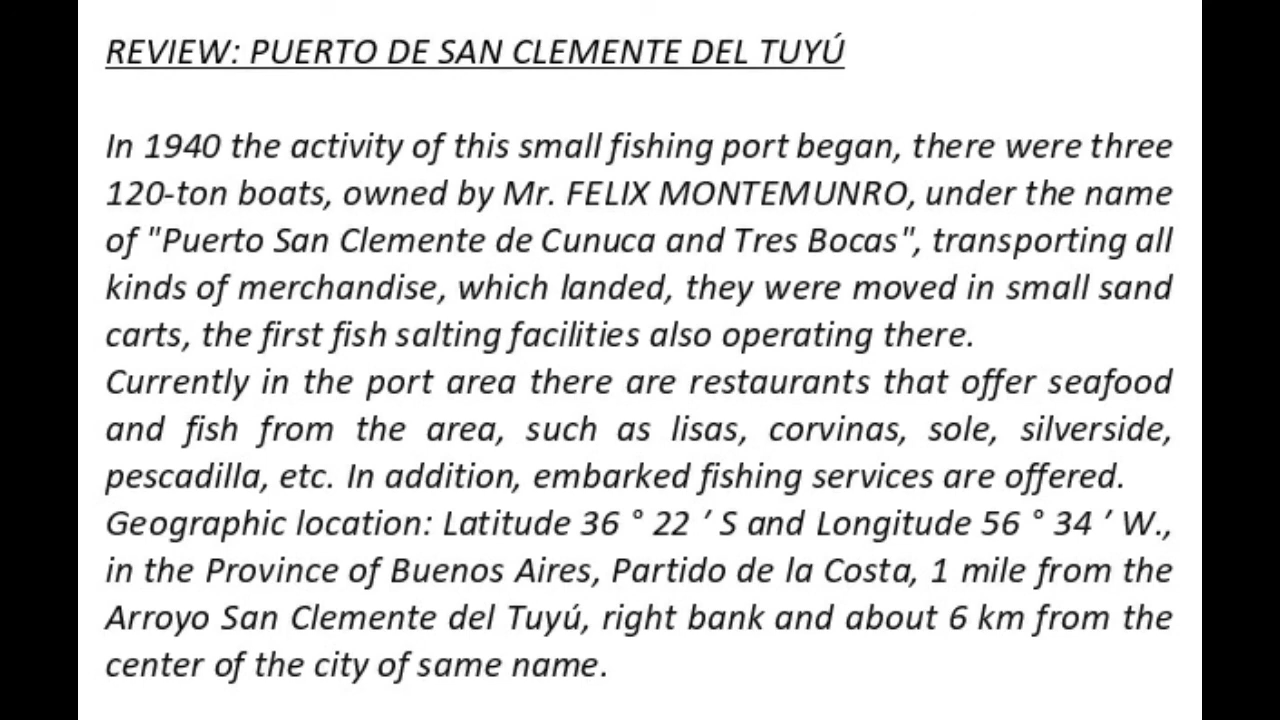 REVIEW: PUERTO DE SAN CLEMENTE DEL TUYÚ
In 1940 the activity of this small fishing port began, there were three
120-ton boats, owned by Mr. FELIX MONTEMUNRO, under the name
of "Puerto San Clemente de Cunuca and Tres Bocas", transporting all
kinds of merchandise, which landed, they were moved in small sand
carts, the first fish salting facilities also operating there.
Currently in the port area there are restaurants that offer seafood
and fish from the area, such as lisas, corvinas, sole, silverside,
pescadilla, etc. In addition, embarked fishing services are offered.
Geographic location: Latitude 36 ° 22 ′ S and Longitude 56 ° 34 ′ W.,
in the Province of Buenos Aires, Partido de la Costa, 1 mile from the
Arroyo San Clemente del Tuyú, right bank and about 6 km from the
center of the city of same name.